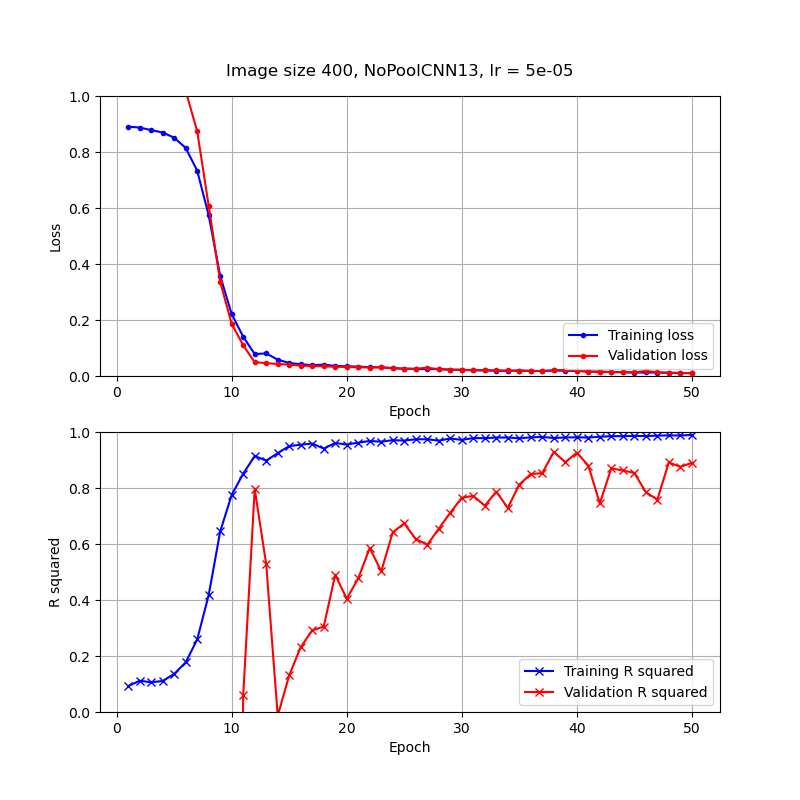 Image size 400, NoPoolCNN13, lr = 5e-05
1.0
0.8
0.6
0.4
0.2
0.0
Loss
Training loss
Validation loss
0 10 20 30 40 50
Epoch
1.0
0.8
0.6
0.4
0.2
0.0
R squared
Training R squared
Validation R squared
0 10 20 30 40 50
Epoch